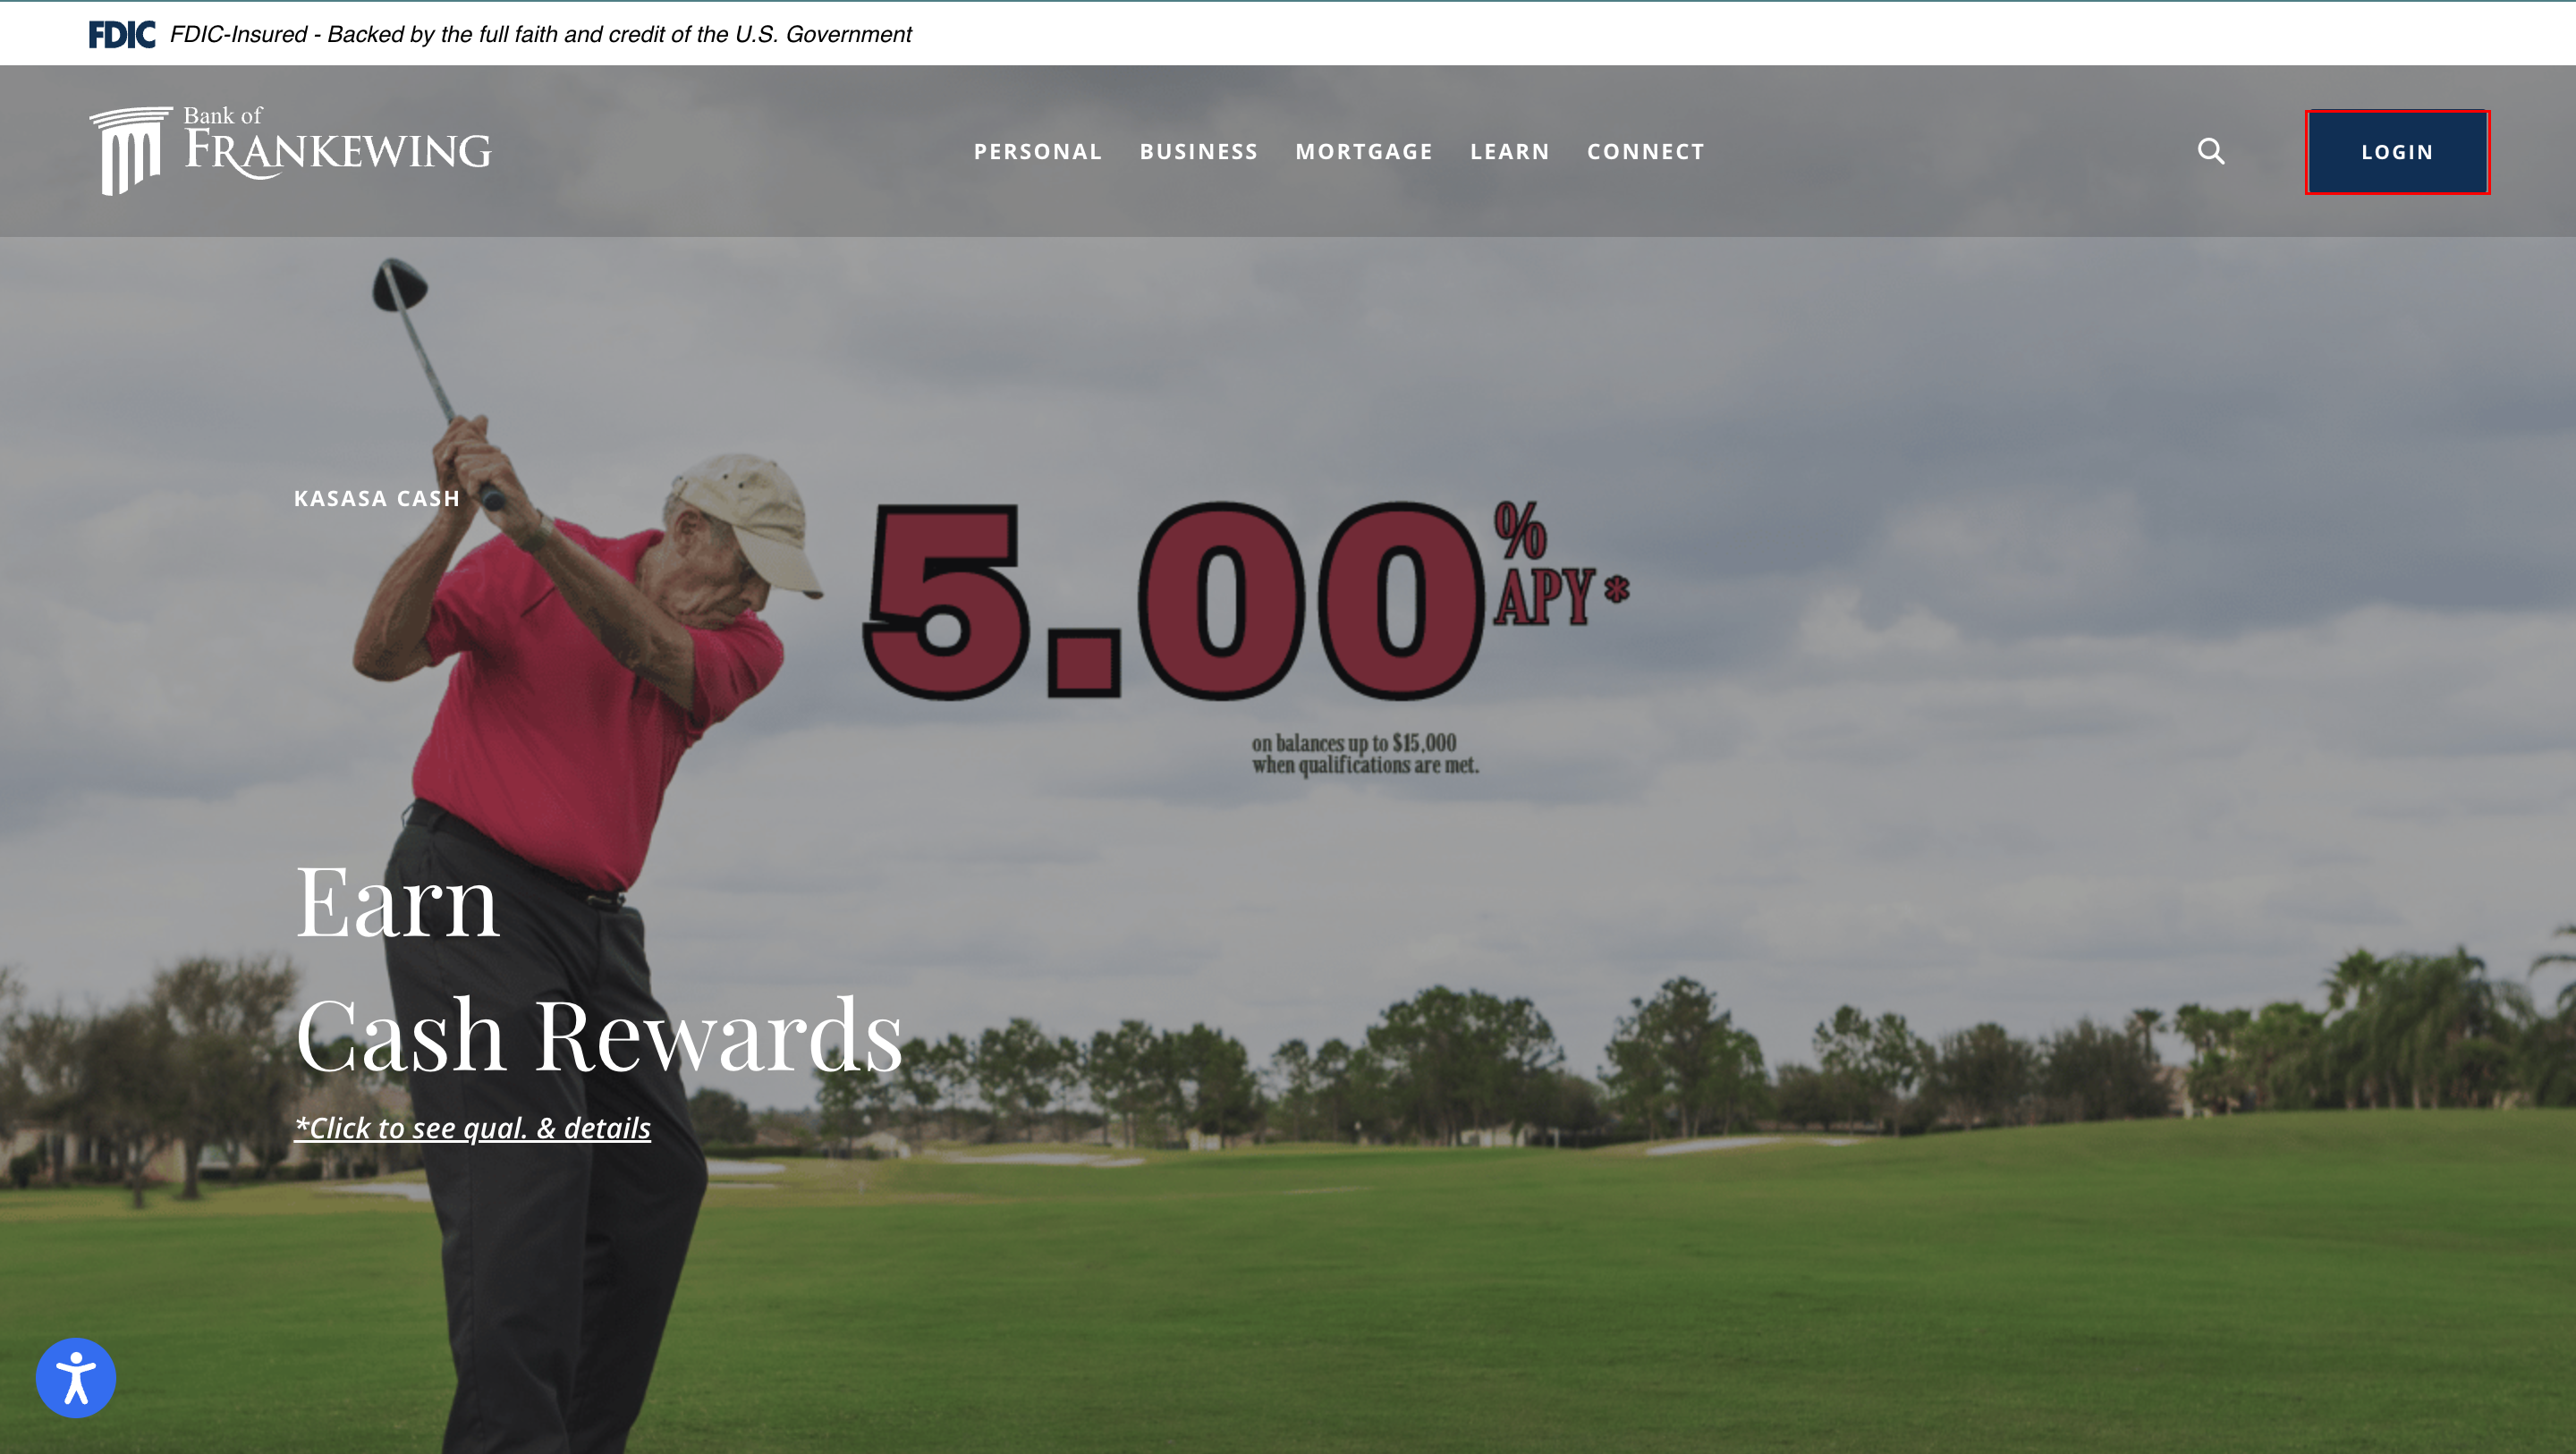 FDIC FDIC-Insured - Backed by the full faith and credit of the U.S. Government
Bank of
FRANKEWING
PERSONAL BUSINESS MORTGAGE LEARN CONNECT
LOGIN
KASASA CASH
5.00% APY*
on balances up to $15,000
when qualifications are met.
Earn
Cash Rewards
*Click to see qual. & details